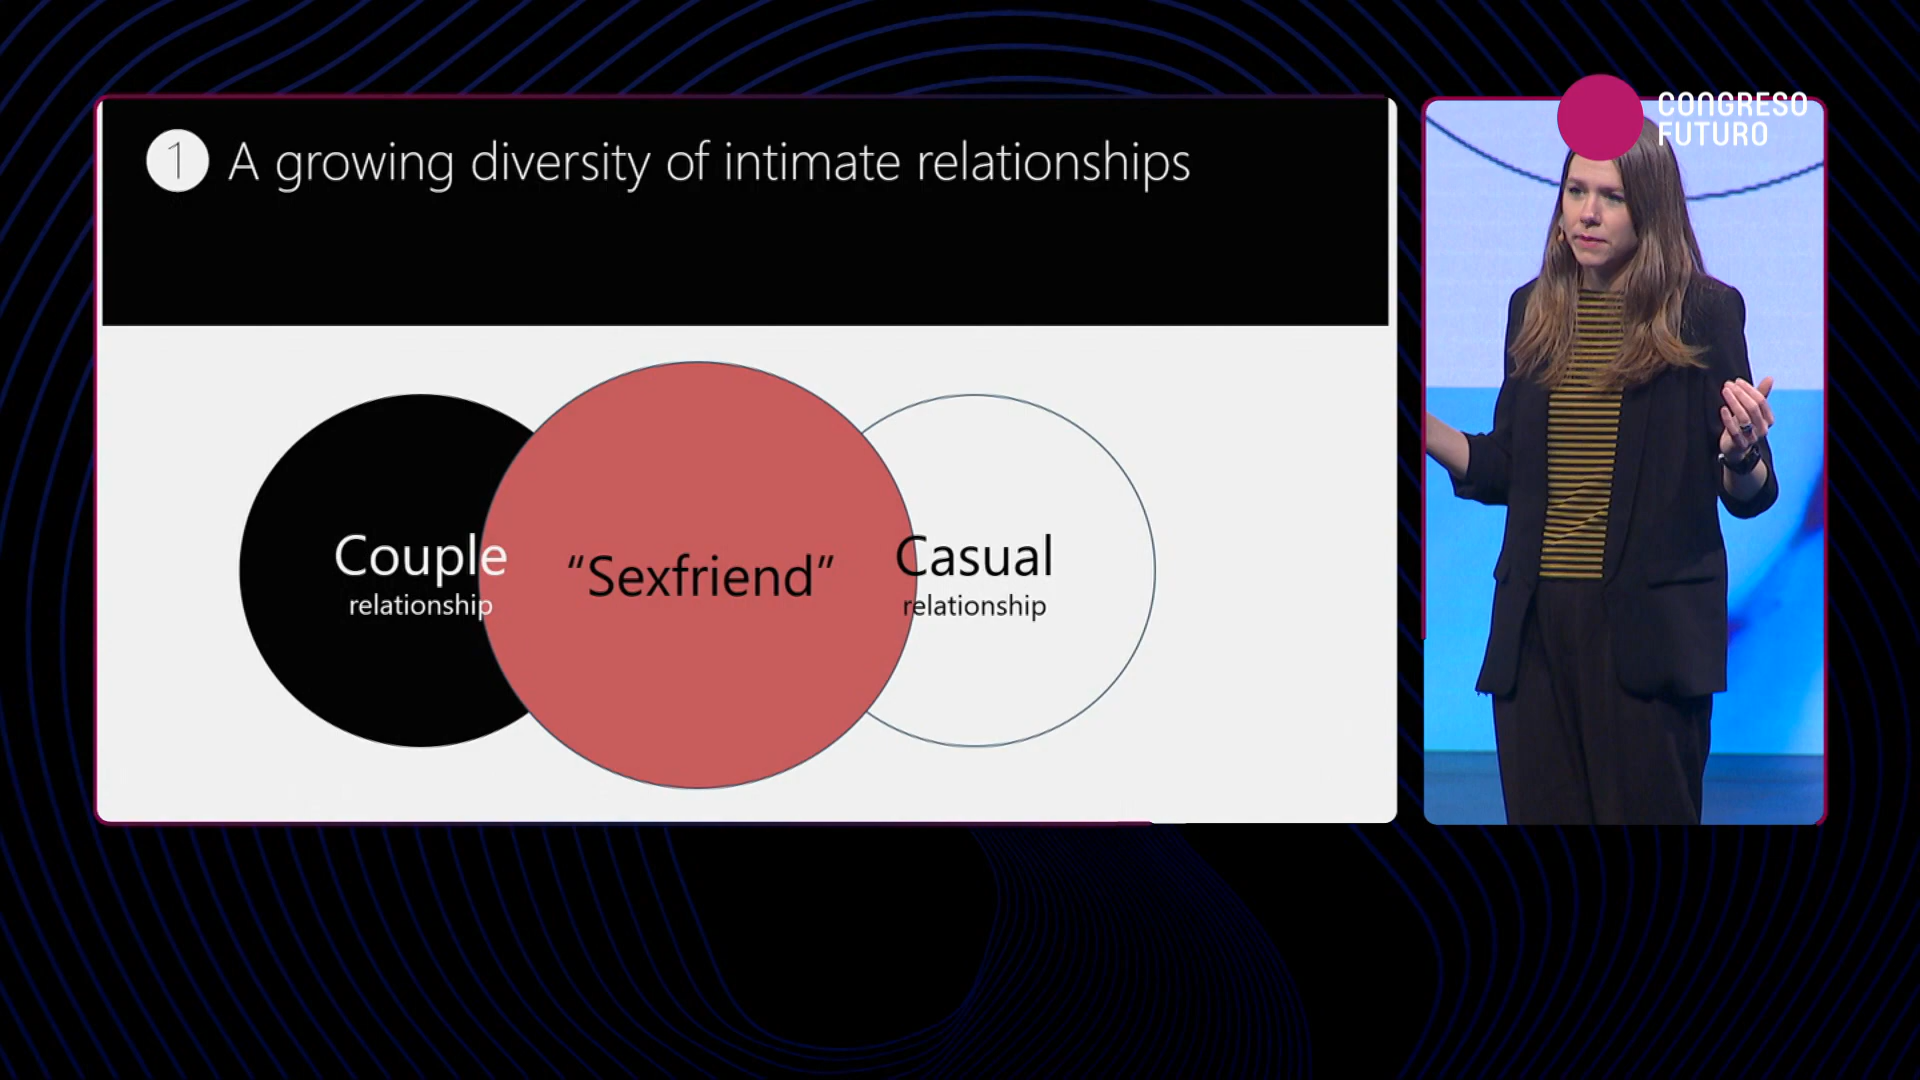 1 A growing diversity of intimate relationships
Couple
relationship
“Sexfriend”
Casual
relationship
CONGRESO
FUTURO